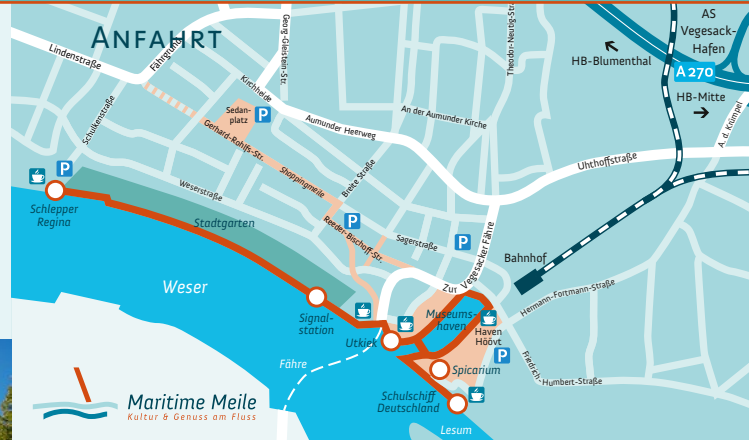 ANFAHRT
Lindenstraße
Fährgrund
Georg-Gleistein-Str.
Theodor-Neutig-Str.
AS
Vegesack-
Hafen
HB-Blumenthal
A 270
HB-Mitte
A. d. Krümpel
Kirchheide
Sedan-
platz
P
Schulkenstraße
Gerhard-Rohlfs-Str.
Aumunder Heerweg
An der Aumunder Kirche
Uhthoffstraße
Shoppingmeile
Breite Straße
P
Weserstraße
Schlepper
Regina
Stadtgarten
P
Reeder-Bischoff-Str.
Sagerstraße
P
Zur Vegesacker Fähre
Bahnhof
Weser
Hermann-Fortmann-Straße
Signal-
station
Utkiek
Museums-
haven
Haven
Höövt
P
Friedrich-
Humbert-Straße
Fähre
Spicarium
Schulschiff
Deutschland
Lesum
Maritime Meile
Kultur & Genuss am Fluss